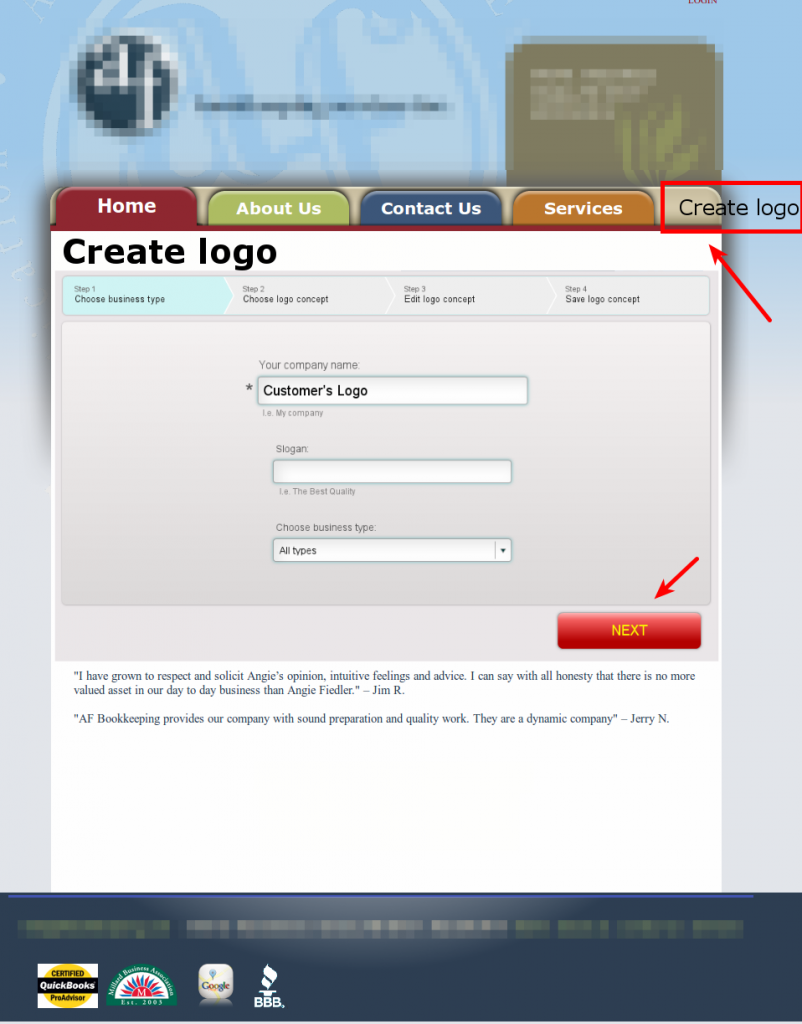 LOGIN
Home
About Us
Contact Us
Services
Create logo
Create logo
Step 1
Choose business type
Step 2
Choose logo concept
Step 3
Edit logo concept
Step 4
Save logo concept
Your company name:
*
Customer's Logo
I.e. My company
Slogan:
I.e. The Best Quality
Choose business type:
All types
NEXT
"I have grown to respect and solicit Angie's opinion, intuitive feelings and advice. I can say with all honesty that there is no more
valued asset in our day to day business than Angie Fiedler." – Jim R.
"AF Bookkeeping provides our company with sound preparation and quality work. They are a dynamic company" – Jerry N.
CERTIFIED
QuickBooks
ProAdvisor
Millard Business Association
M
Est. 2003
Google
BBB.